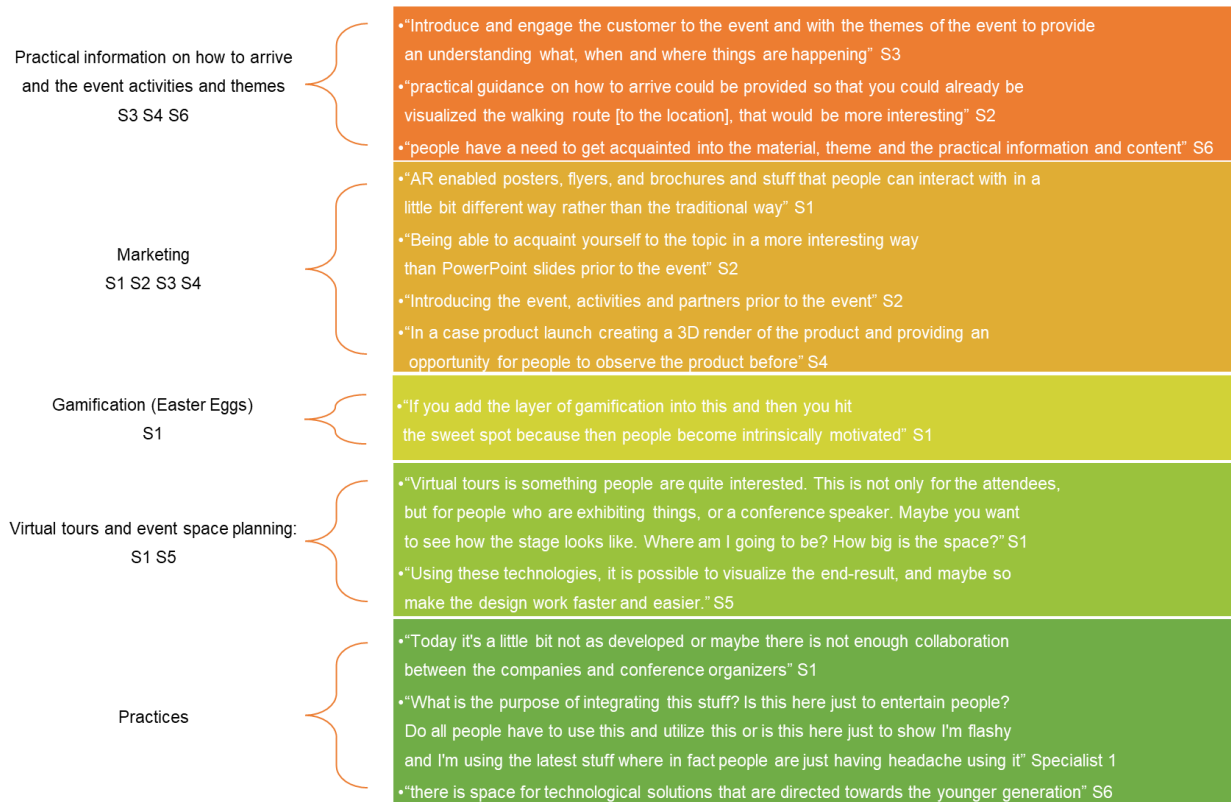 Practical information on how to arrive
and the event activities and themes
S3 S4 S6
•“Introduce and engage the customer to the event and with the themes of the event to provide
an understanding what, when and where things are happening” S3
•“practical guidance on how to arrive could be provided so that you could already be
visualized the walking route [to the location], that would be more interesting” S2
•“people have a need to get acquainted into the material, theme and the practical information and content” S6
Marketing
S1 S2 S3 S4
•“AR enabled posters, flyers, and brochures and stuff that people can interact with in a
little bit different way rather than the traditional way” S1
•“Being able to acquaint yourself to the topic in a more interesting way
than PowerPoint slides prior to the event” S2
•“Introducing the event, activities and partners prior to the event” S2
•“In a case product launch creating a 3D render of the product and providing an
opportunity for people to observe the product before” S4
Gamification (Easter Eggs)
S1
•“If you add the layer of gamification into this and then you hit
the sweet spot because then people become intrinsically motivated” S1
Virtual tours and event space planning:
S1 S5
•“Virtual tours is something people are quite interested. This is not only for the attendees,
but for people who are exhibiting things, or a conference speaker. Maybe you want
to see how the stage looks like. Where am I going to be? How big is the space?” S1
•“Using these technologies, it is possible to visualize the end-result, and maybe so
make the design work faster and easier.” S5
Practices
•“Today it's a little bit not as developed or maybe there is not enough collaboration
between the companies and conference organizers” S1
•“What is the purpose of integrating this stuff? Is this here just to entertain people?
Do all people have to use this and utilize this or is this here just to show I'm flashy
and I'm using the latest stuff where in fact people are just having headache using it” Specialist 1
•“there is space for technological solutions that are directed towards the younger generation” S6